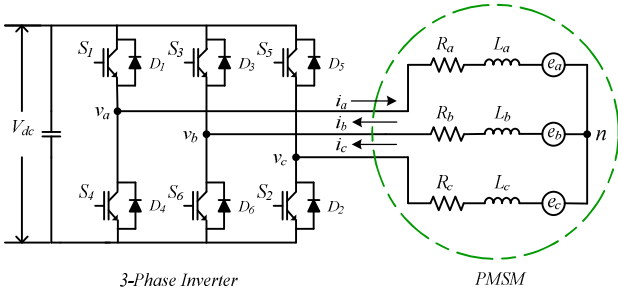 S1 S3 S5
D1 D3 D5
Vdc
va
vb
vc
S4 S6 S2
D4 D6 D2
ia
ib
ic
Ra La ea
Rb Lb eb n
Rc Lc ec
3-Phase Inverter
PMSM